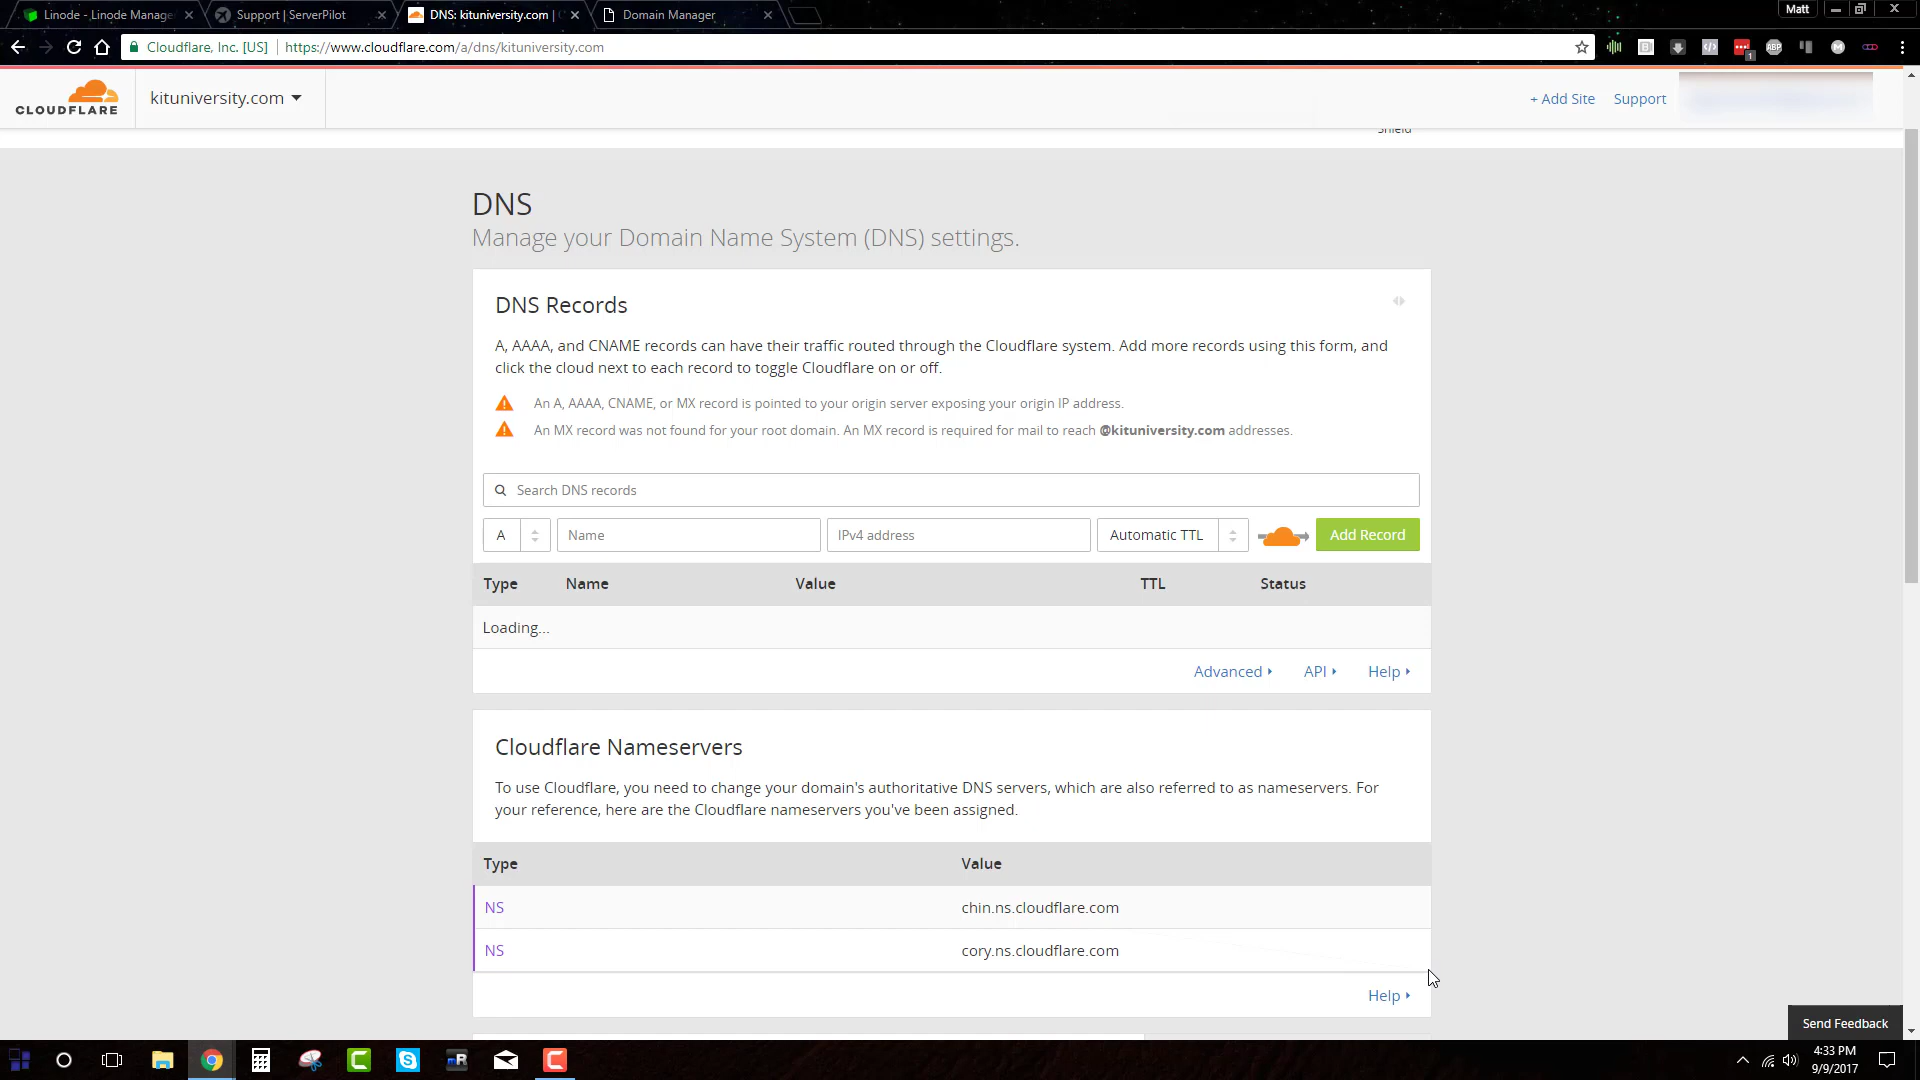 Linode - Linode Manage
Support | ServerPilot
DNS: kituniversity.com |
Domain Manager
Matt
Cloudflare, Inc. [US]
https://www.cloudflare.com/a/dns/kituniversity.com
ABP
M
1
CLOUDFLARE
kituniversity.com
+ Add Site
Support
Shield
DNS
Manage your Domain Name System (DNS) settings.
DNS Records
A, AAAA, and CNAME records can have their traffic routed through the Cloudflare system. Add more records using this form, and
click the cloud next to each record to toggle Cloudflare on or off.
An A, AAAA, CNAME, or MX record is pointed to your origin server exposing your origin IP address.
An MX record was not found for your root domain. An MX record is required for mail to reach @kituniversity.com addresses.
Search DNS records
A
Name
IPv4 address
Automatic TTL
Add Record
Type
Name
Value
TTL
Status
Loading...
Advanced
API
Help
Cloudflare Nameservers
To use Cloudflare, you need to change your domain's authoritative DNS servers, which are also referred to as nameservers. For
your reference, here are the Cloudflare nameservers you've been assigned.
Type
Value
NS
chin.ns.cloudflare.com
NS
cory.ns.cloudflare.com
Help
Send Feedback
4:33 PM
9/9/2017